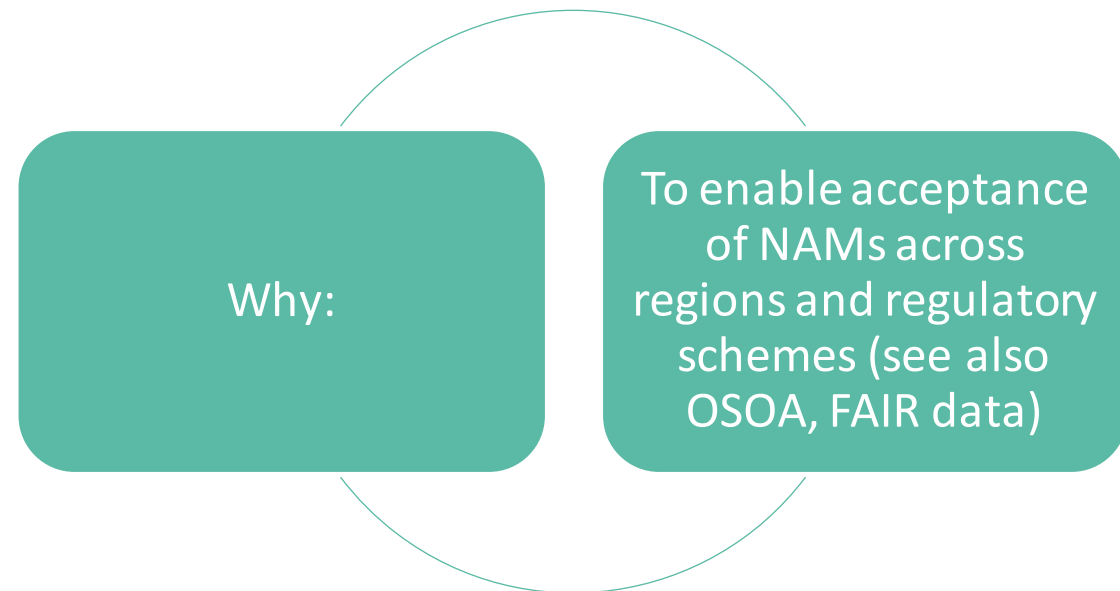 Why:
To enable acceptance
of NAMs across
regions and regulatory
schemes (see also
OSOA, FAIR data)